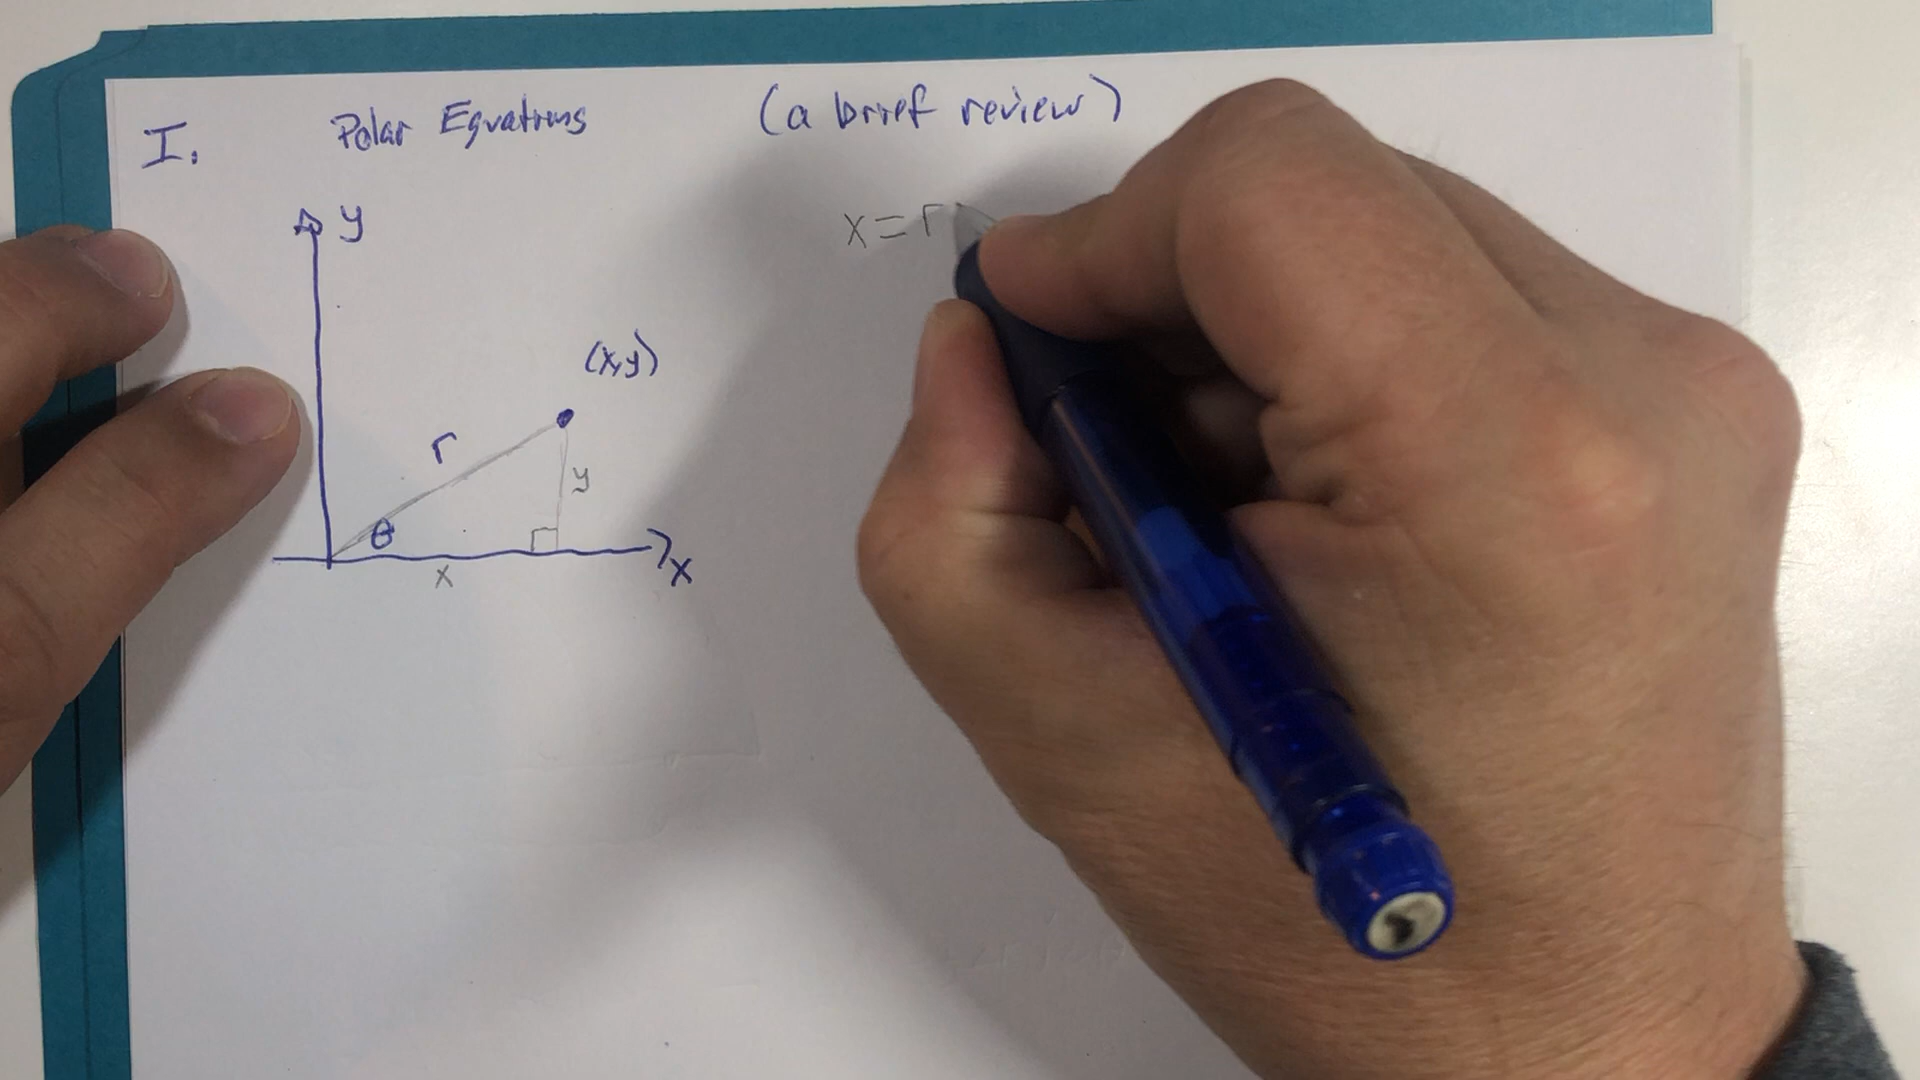 I. Polar Equations (a brief review)
y
x = r
(x,y)
r
y
θ
x
x